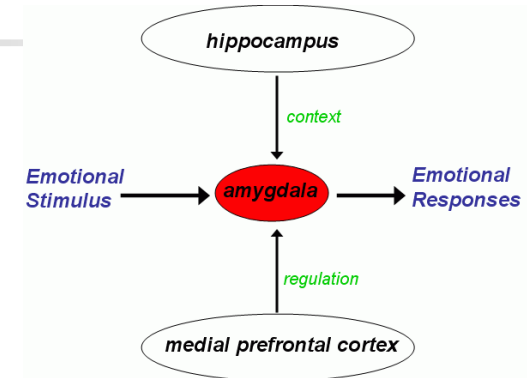 hippocampus
context
Emotional
Stimulus
amygdala
Emotional
Responses
regulation
medial prefrontal cortex